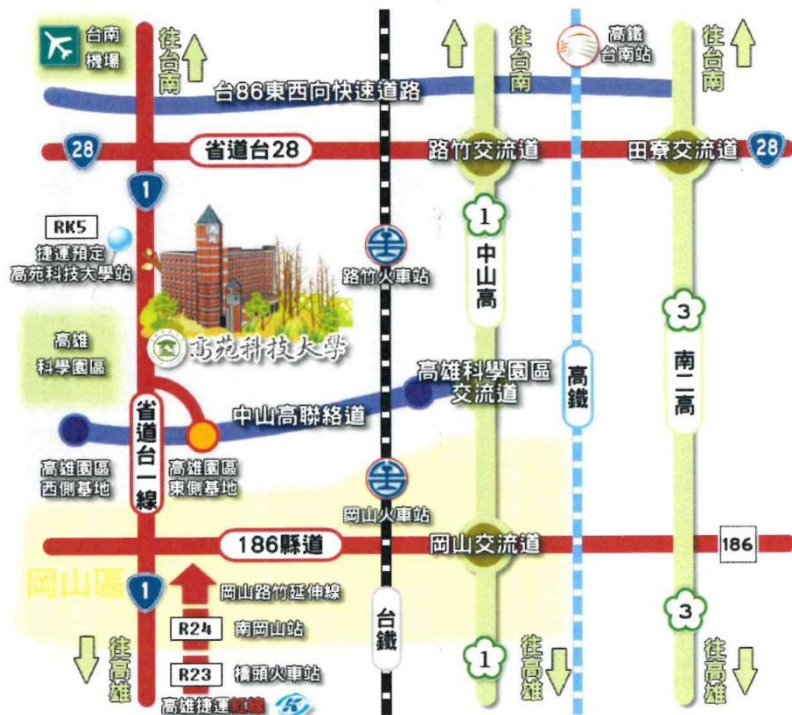 台南
機場
往台南
往台南
高鐵
台南站
往台南
台86東西向快速道路
28
省道台28
路竹交流道
田寮交流道
28
1
RK5
捷運預定
高苑科技大學站
路竹火車站
1
中山高
高苑科技大學
3
南二高
高雄
科學園區
高雄科學園區
交流道
高鐵
中山高聯絡道
省道台一線
高雄園區
西側基地
高雄園區
東側基地
岡山火車站
186縣道
岡山交流道
186
岡山區
1
岡山路竹延伸線
R24
南岡山站
台鐵
3
1
往高雄
往高雄
往高雄
R23
橋頭火車站
高雄捷運紅線